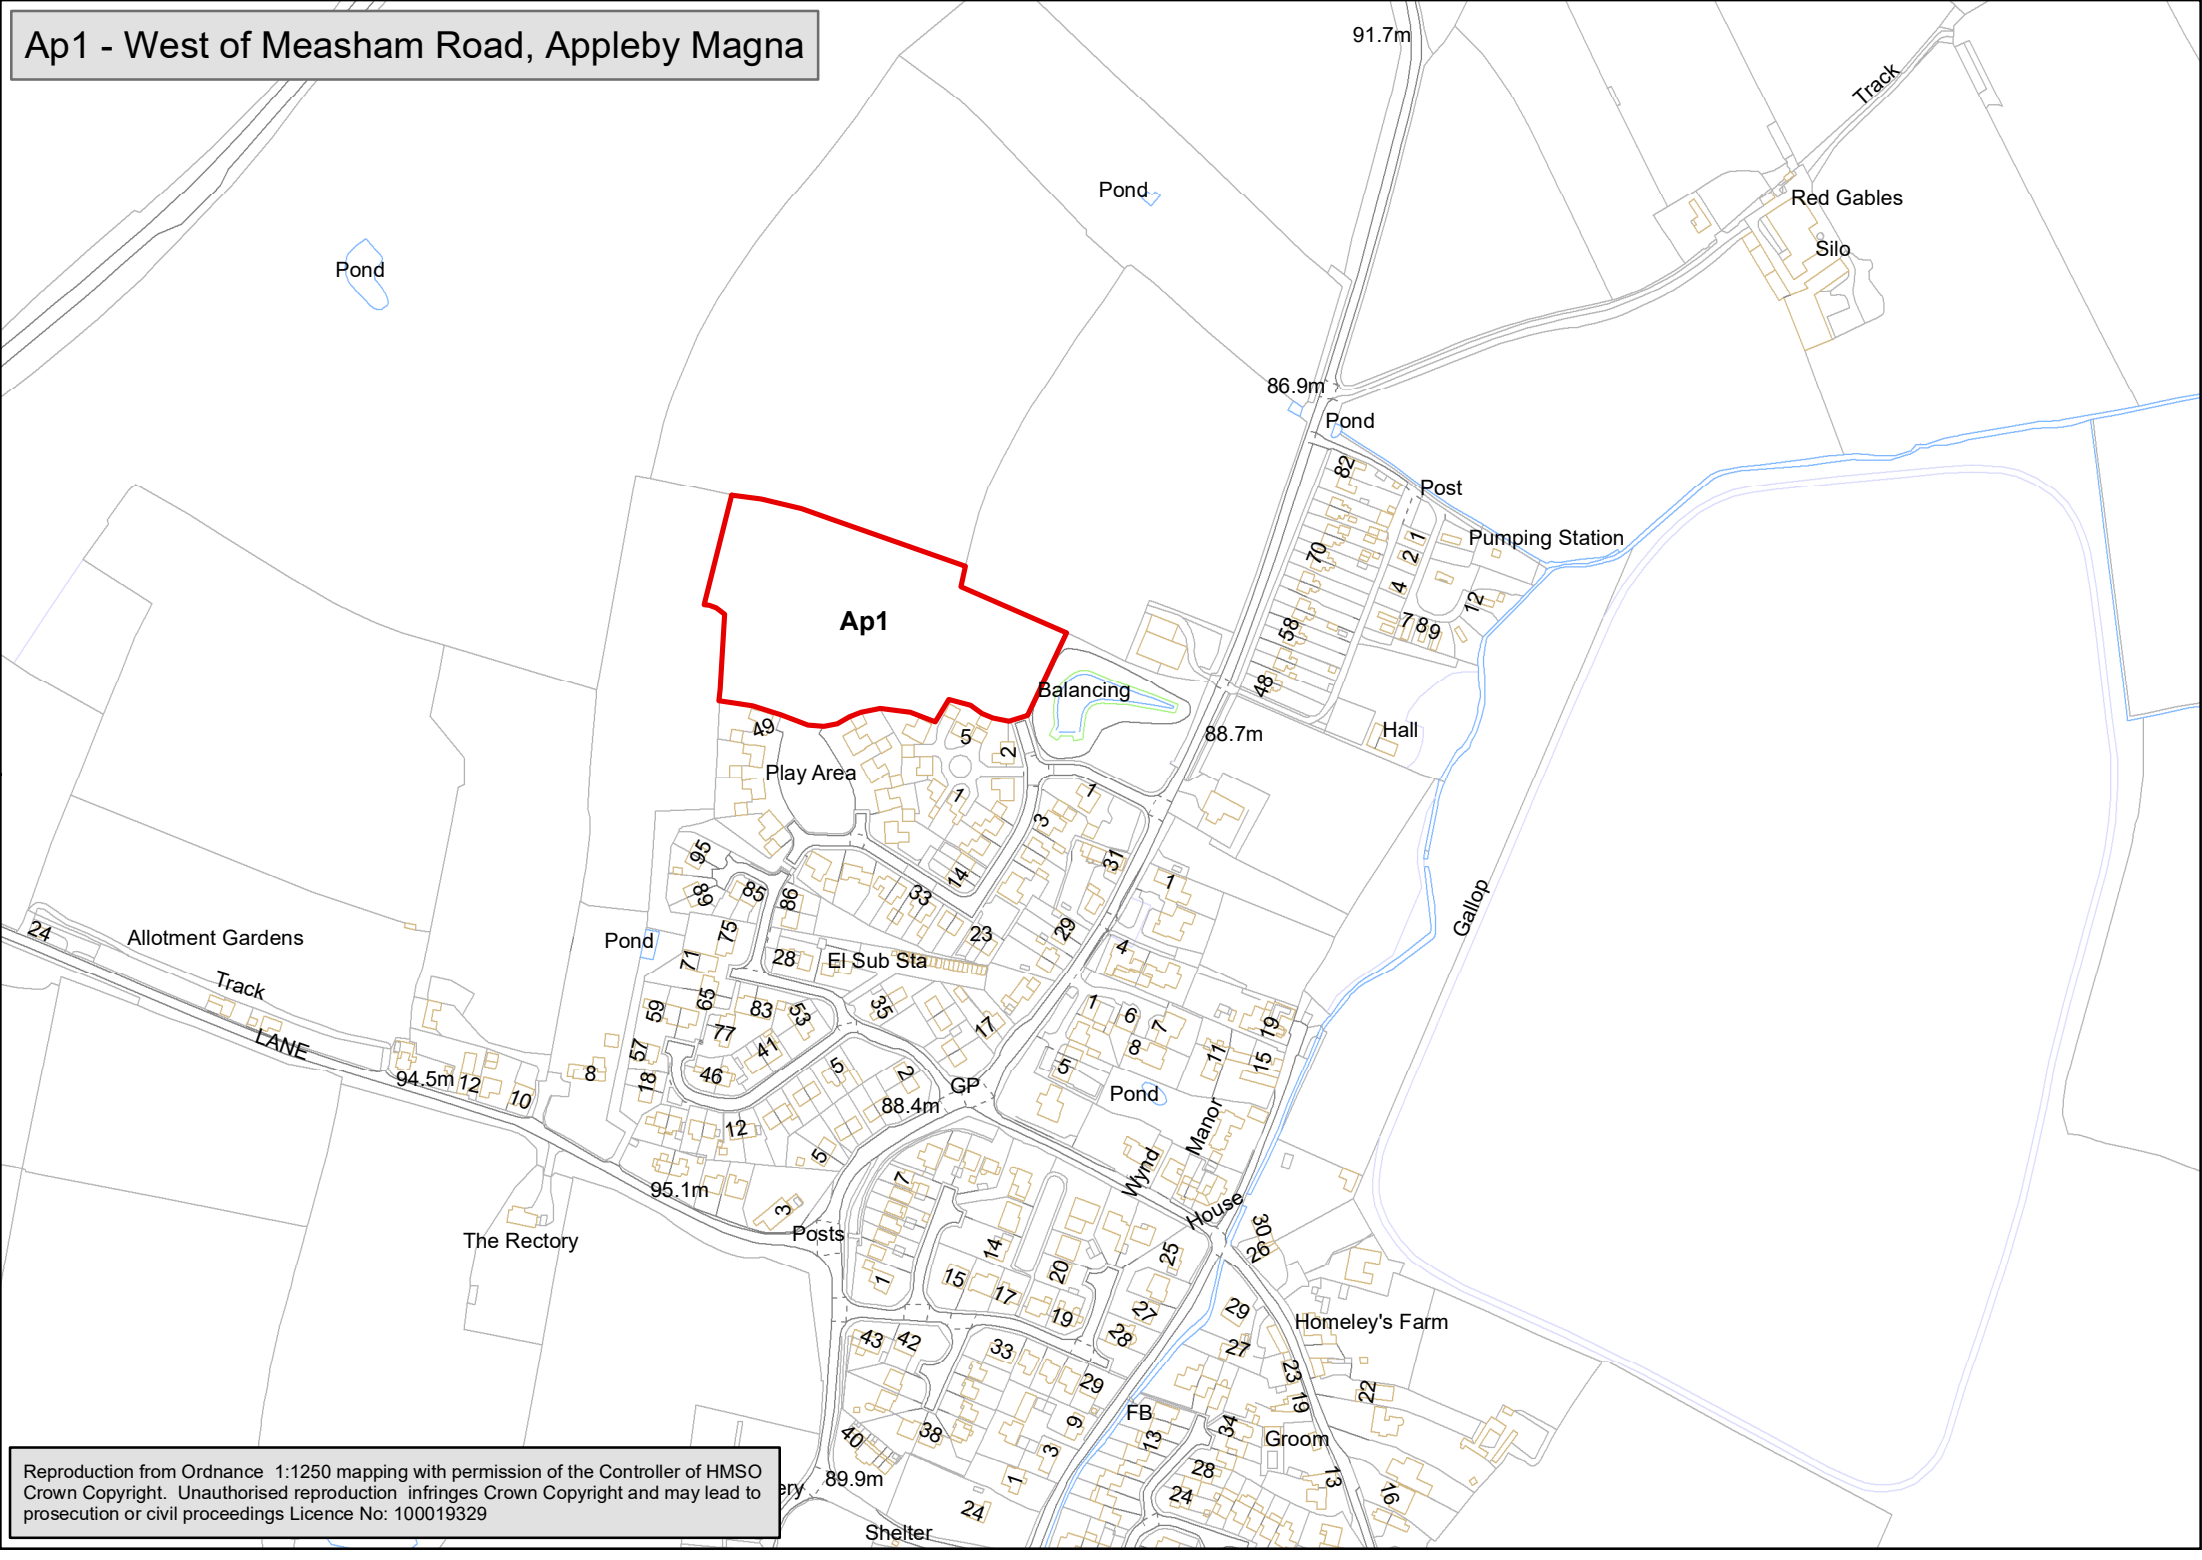 Ap1 - West of Measham Road, Appleby Magna
91.7m
Track
Pond
Red Gables
Silo
Pond
86.9m
Pond
82
Post
Pumping Station
1
2
70
4
12
7
8
9
58
48
Ap1
Balancing
Hall
88.7m
49
5
2
Play Area
1
1
3
31
95
14
1
89
85
86
33
Gallop
24
Allotment Gardens
Pond
75
23
29
4
71
28
El Sub Sta
Track
65
59
83
53
35
1
6
7
19
17
LANE
77
41
57
8
11
15
94.5m
12
10
8
18
46
5
2
GP
5
88.4m
Pond
12
5
Manor
Wynd
95.1m
7
3
House
30
26
Posts
The Rectory
14
25
1
15
17
20
19
27
28
29
27
Homeley's Farm
43
42
33
23
29
19
22
40
38
9
3
FB
13
34
Groom
28
24
13
16
1
24
89.9m
ery
Shelter
Reproduction from Ordnance 1:1250 mapping with permission of the Controller of HMSO
Crown Copyright. Unauthorised reproduction infringes Crown Copyright and may lead to
prosecution or civil proceedings Licence No: 100019329